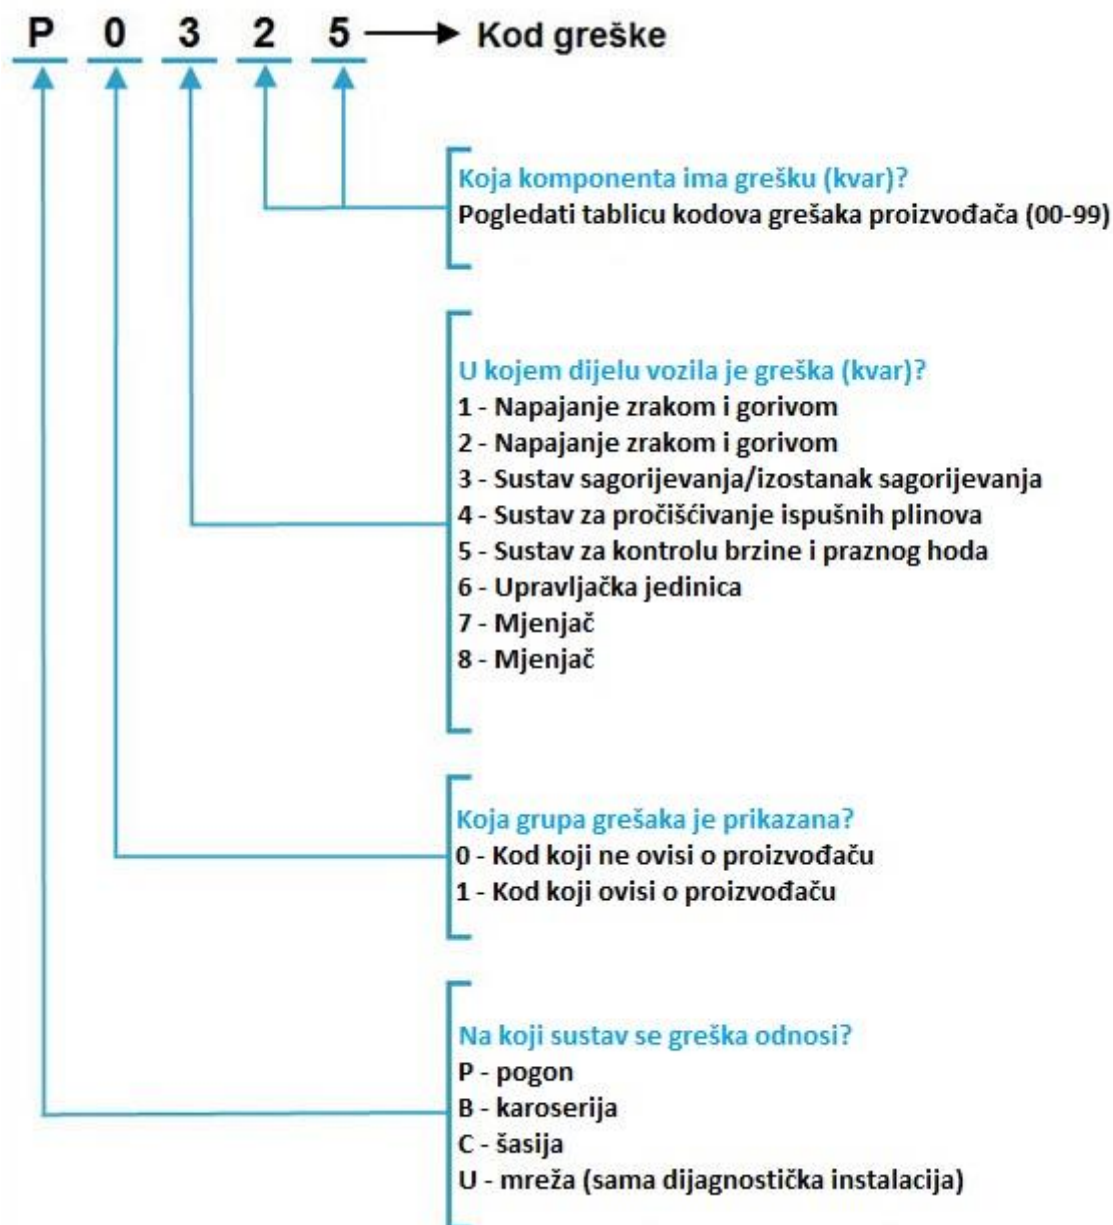 P 0 3 2 5 Kod greške
Koja komponenta ima grešku (kvar)?
Pogledati tablicu kodova grešaka proizvođača (00-99)
U kojem dijelu vozila je greška (kvar)?
1 - Napajanje zrakom i gorivom
2 - Napajanje zrakom i gorivom
3 - Sustav sagorijevanja/izostanak sagorijevanja
4 - Sustav za pročišćivanje ispušnih plinova
5 - Sustav za kontrolu brzine i praznog hoda
6 - Upravljačka jedinica
7 - Mjenjač
8 - Mjenjač
Koja grupa grešaka je prikazana?
0 - Kod koji ne ovisi o proizvođaču
1 - Kod koji ovisi o proizvođaču
Na koji sustav se greška odnosi?
P - pogon
B - karoserija
C - šasija
U - mreža (sama dijagnostička instalacija)